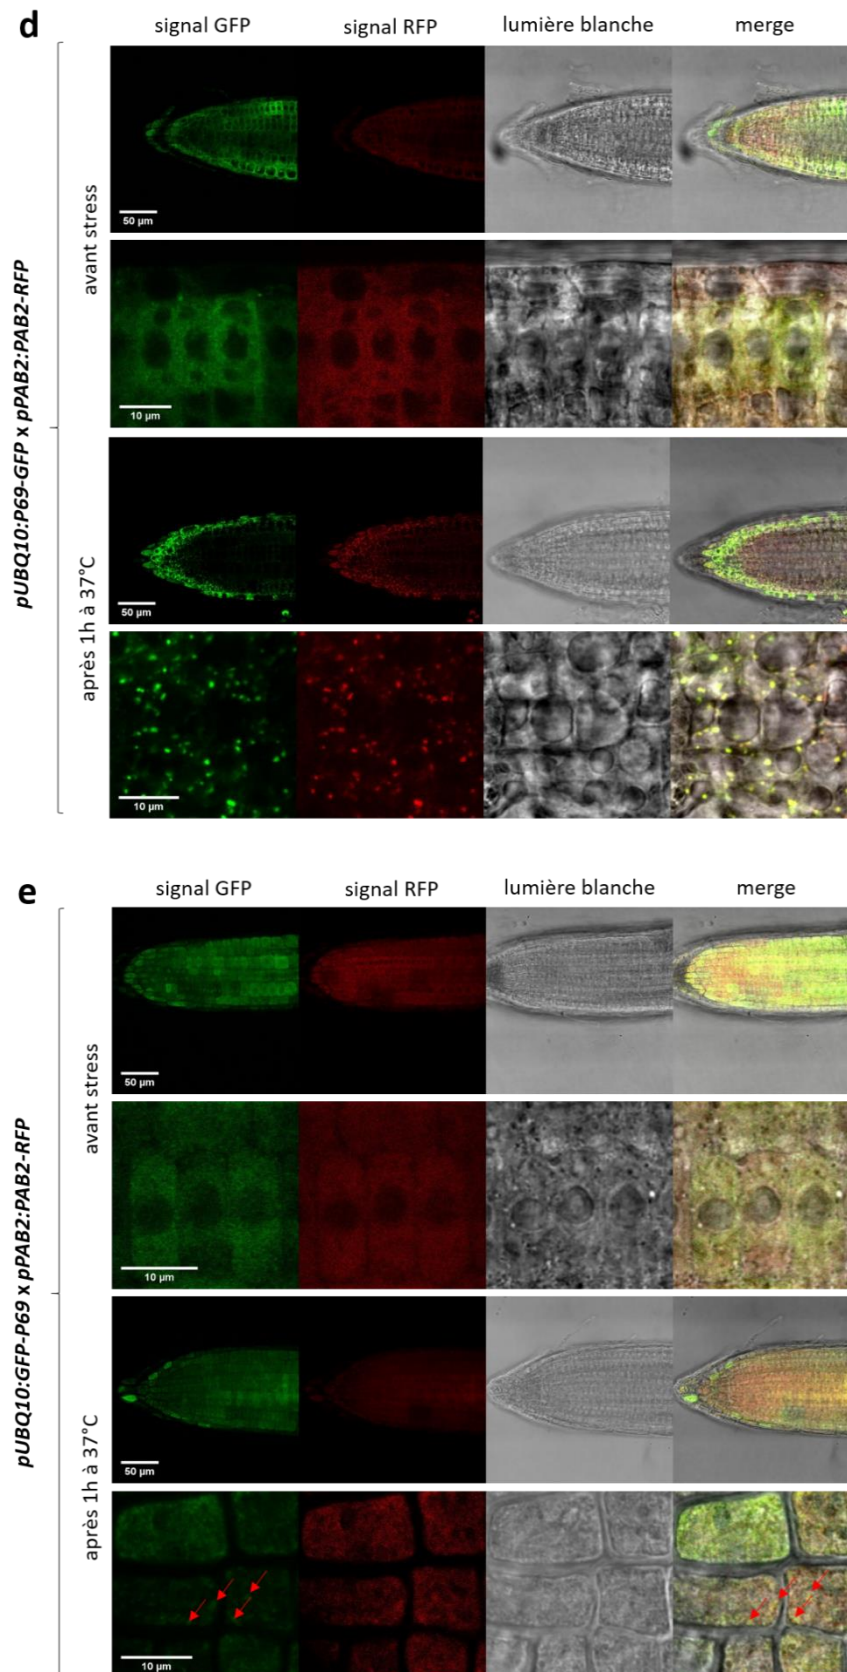 d
signal GFP signal RFP lumière blanche merge
pUBQ10:P69-GFP x pPAB2:PAB2-RFP
avant stress
50 µm
10 µm
après 1h à 37°C
50 µm
10 µm
e
signal GFP signal RFP lumière blanche merge
pUBQ10:GFP-P69 x pPAB2:PAB2-RFP
avant stress
50 µm
10 µm
après 1h à 37°C
50 µm
10 µm